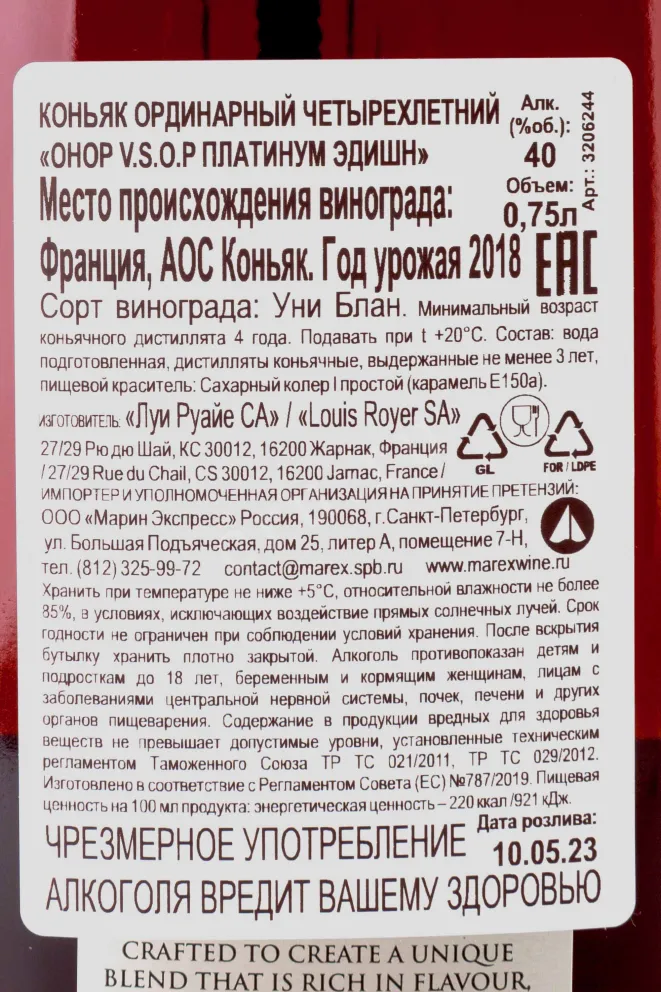 КОНЬЯК ОРДИНАРНЫЙ ЧЕТЫРЕХЛЕТНИЙ
«ОНОР V.S.O.P ПЛАТИНУМ ЭДИШН»
Алк.
(%об.):
40
Объем:
0,75л
Арт.: 3206244
Место происхождения винограда:
Франция, АОС Коньяк. Год урожая 2018
EAC
Сорт винограда: Уни Блан. Минимальный возраст
коньячного дистиллята 4 года. Подавать при t +20°C. Состав: вода
подготовленная, дистилляты коньячные, выдержанные не менее 3 лет,
пищевой краситель: Сахарный колер I простой (карамель Е150а).
ИЗГОТОВИТЕЛЬ: «Луи Руайе СА» / «Louis Royer SA»
27/29 Рю дю Шай, КС 30012, 16200 Жарнак, Франция
/ 27/29 Rue du Chail, CS 30012, 16200 Jarnac, France /
GL
FOR / LDPE
ИМПОРТЕР И УПОЛНОМОЧЕННАЯ ОРГАНИЗАЦИЯ НА ПРИНЯТИЕ ПРЕТЕНЗИЙ:
ООО «Марин Экспресс» Россия, 190068, г.Санкт-Петербург,
ул. Большая Подъяческая, дом 25, литер А, помещение 7-Н,
тел. (812) 325-99-72 contact@marex.spb.ru www.marexwine.ru
Хранить при температуре не ниже +5°C, относительной влажности не более
85%, в условиях, исключающих воздействие прямых солнечных лучей. Срок
годности не ограничен при соблюдении условий хранения. После вскрытия
бутылку хранить плотно закрытой. Алкоголь противопоказан детям и
подросткам до 18 лет, беременным и кормящим женщинам, лицам с
заболеваниями центральной нервной системы, почек, печени и других
органов пищеварения. Содержание в продукции вредных для здоровья
веществ не превышает допустимые уровни, установленные техническим
регламентом Таможенного Союза ТР ТС 021/2011, ТР ТС 029/2012.
Изготовлено в соответствие с Регламентом Совета (ЕС) №787/2019. Пищевая
ценность на 100 мл продукта: энергетическая ценность – 220 ккал /921 кДж.
Дата розлива:
10.05.23
ЧРЕЗМЕРНОЕ УПОТРЕБЛЕНИЕ
АЛКОГОЛЯ ВРЕДИТ ВАШЕМУ ЗДОРОВЬЮ
CRAFTED TO CREATE A UNIQUE
BLEND THAT IS RICH IN FLAVOUR,